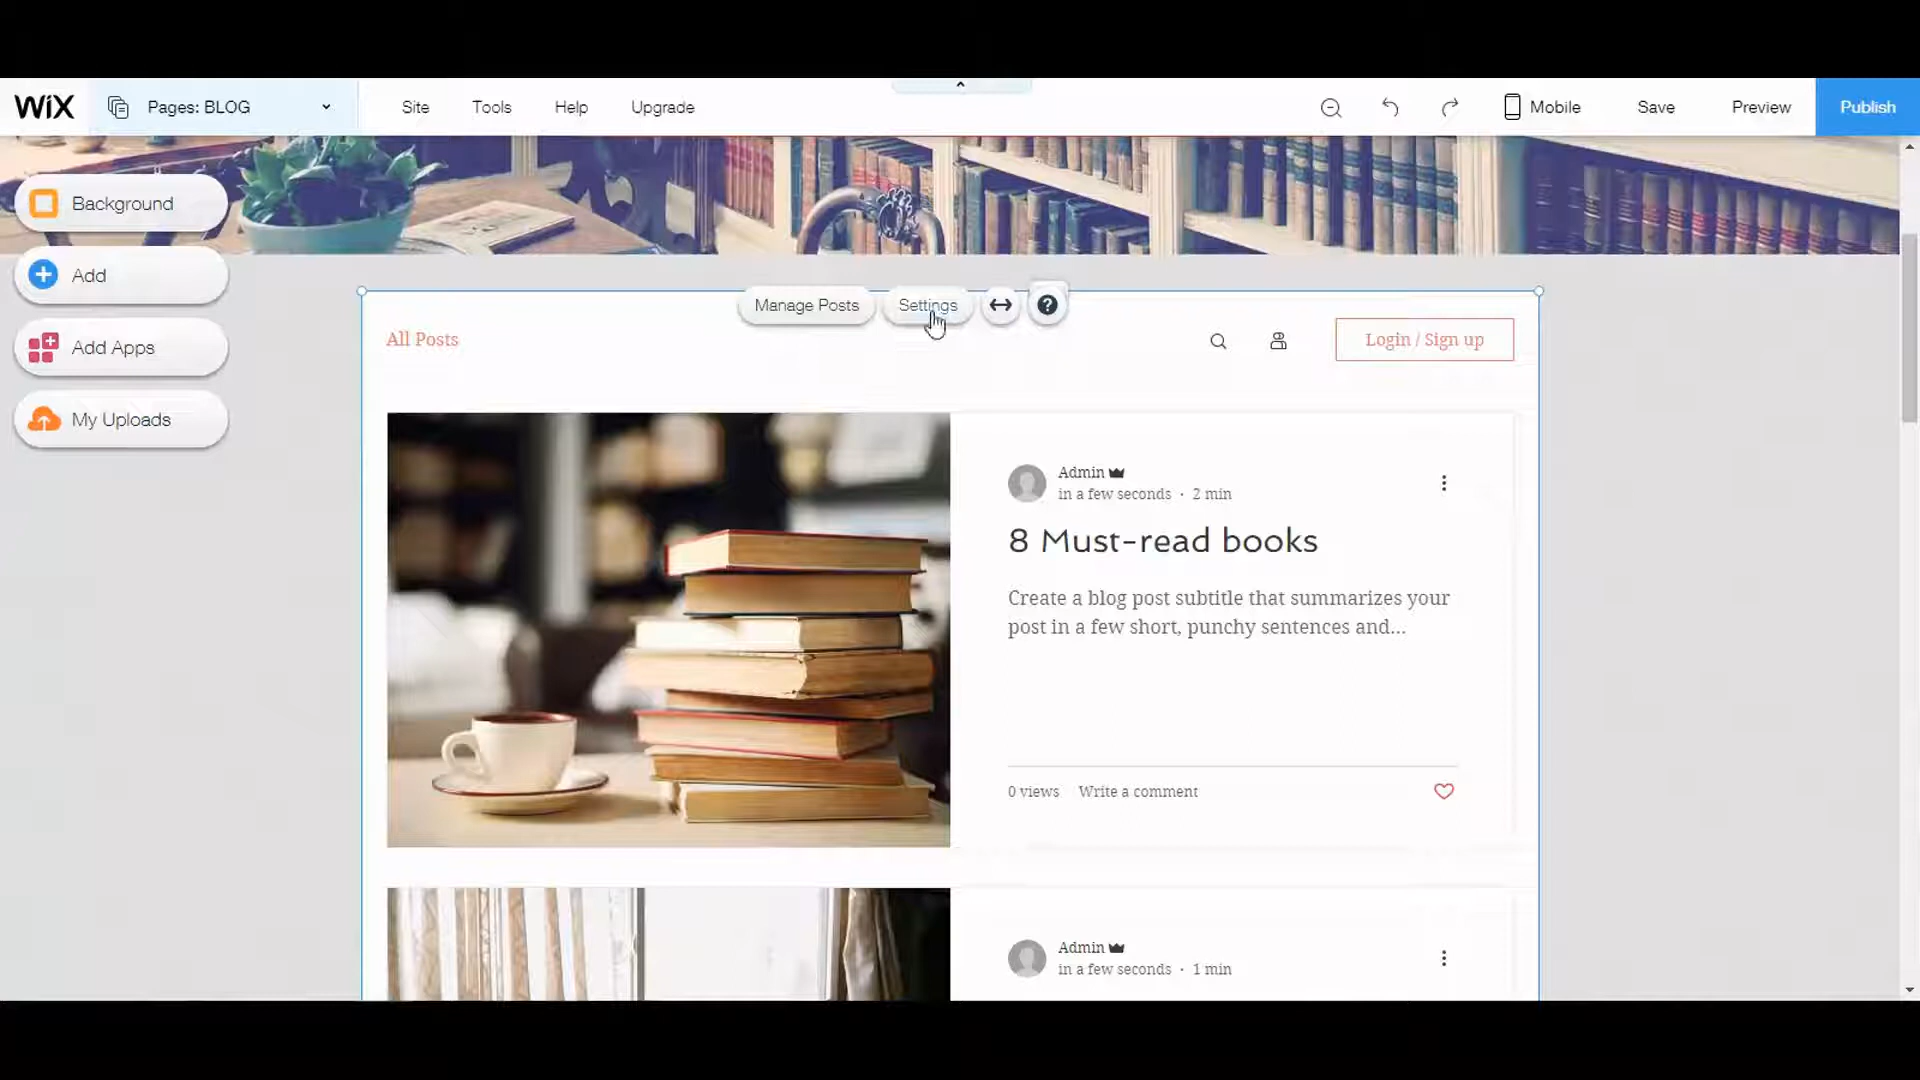 WiX
Pages: BLOG
Site
Tools
Help
Upgrade
Mobile
Save
Preview
Publish
Background
Add
Add Apps
My Uploads
Manage Posts
Settings
?
All Posts
Login / Sign up
Admin
in a few seconds · 2 min
8 Must-read books
Create a blog post subtitle that summarizes your
post in a few short, punchy sentences and...
0 views
Write a comment
Admin
in a few seconds · 1 min